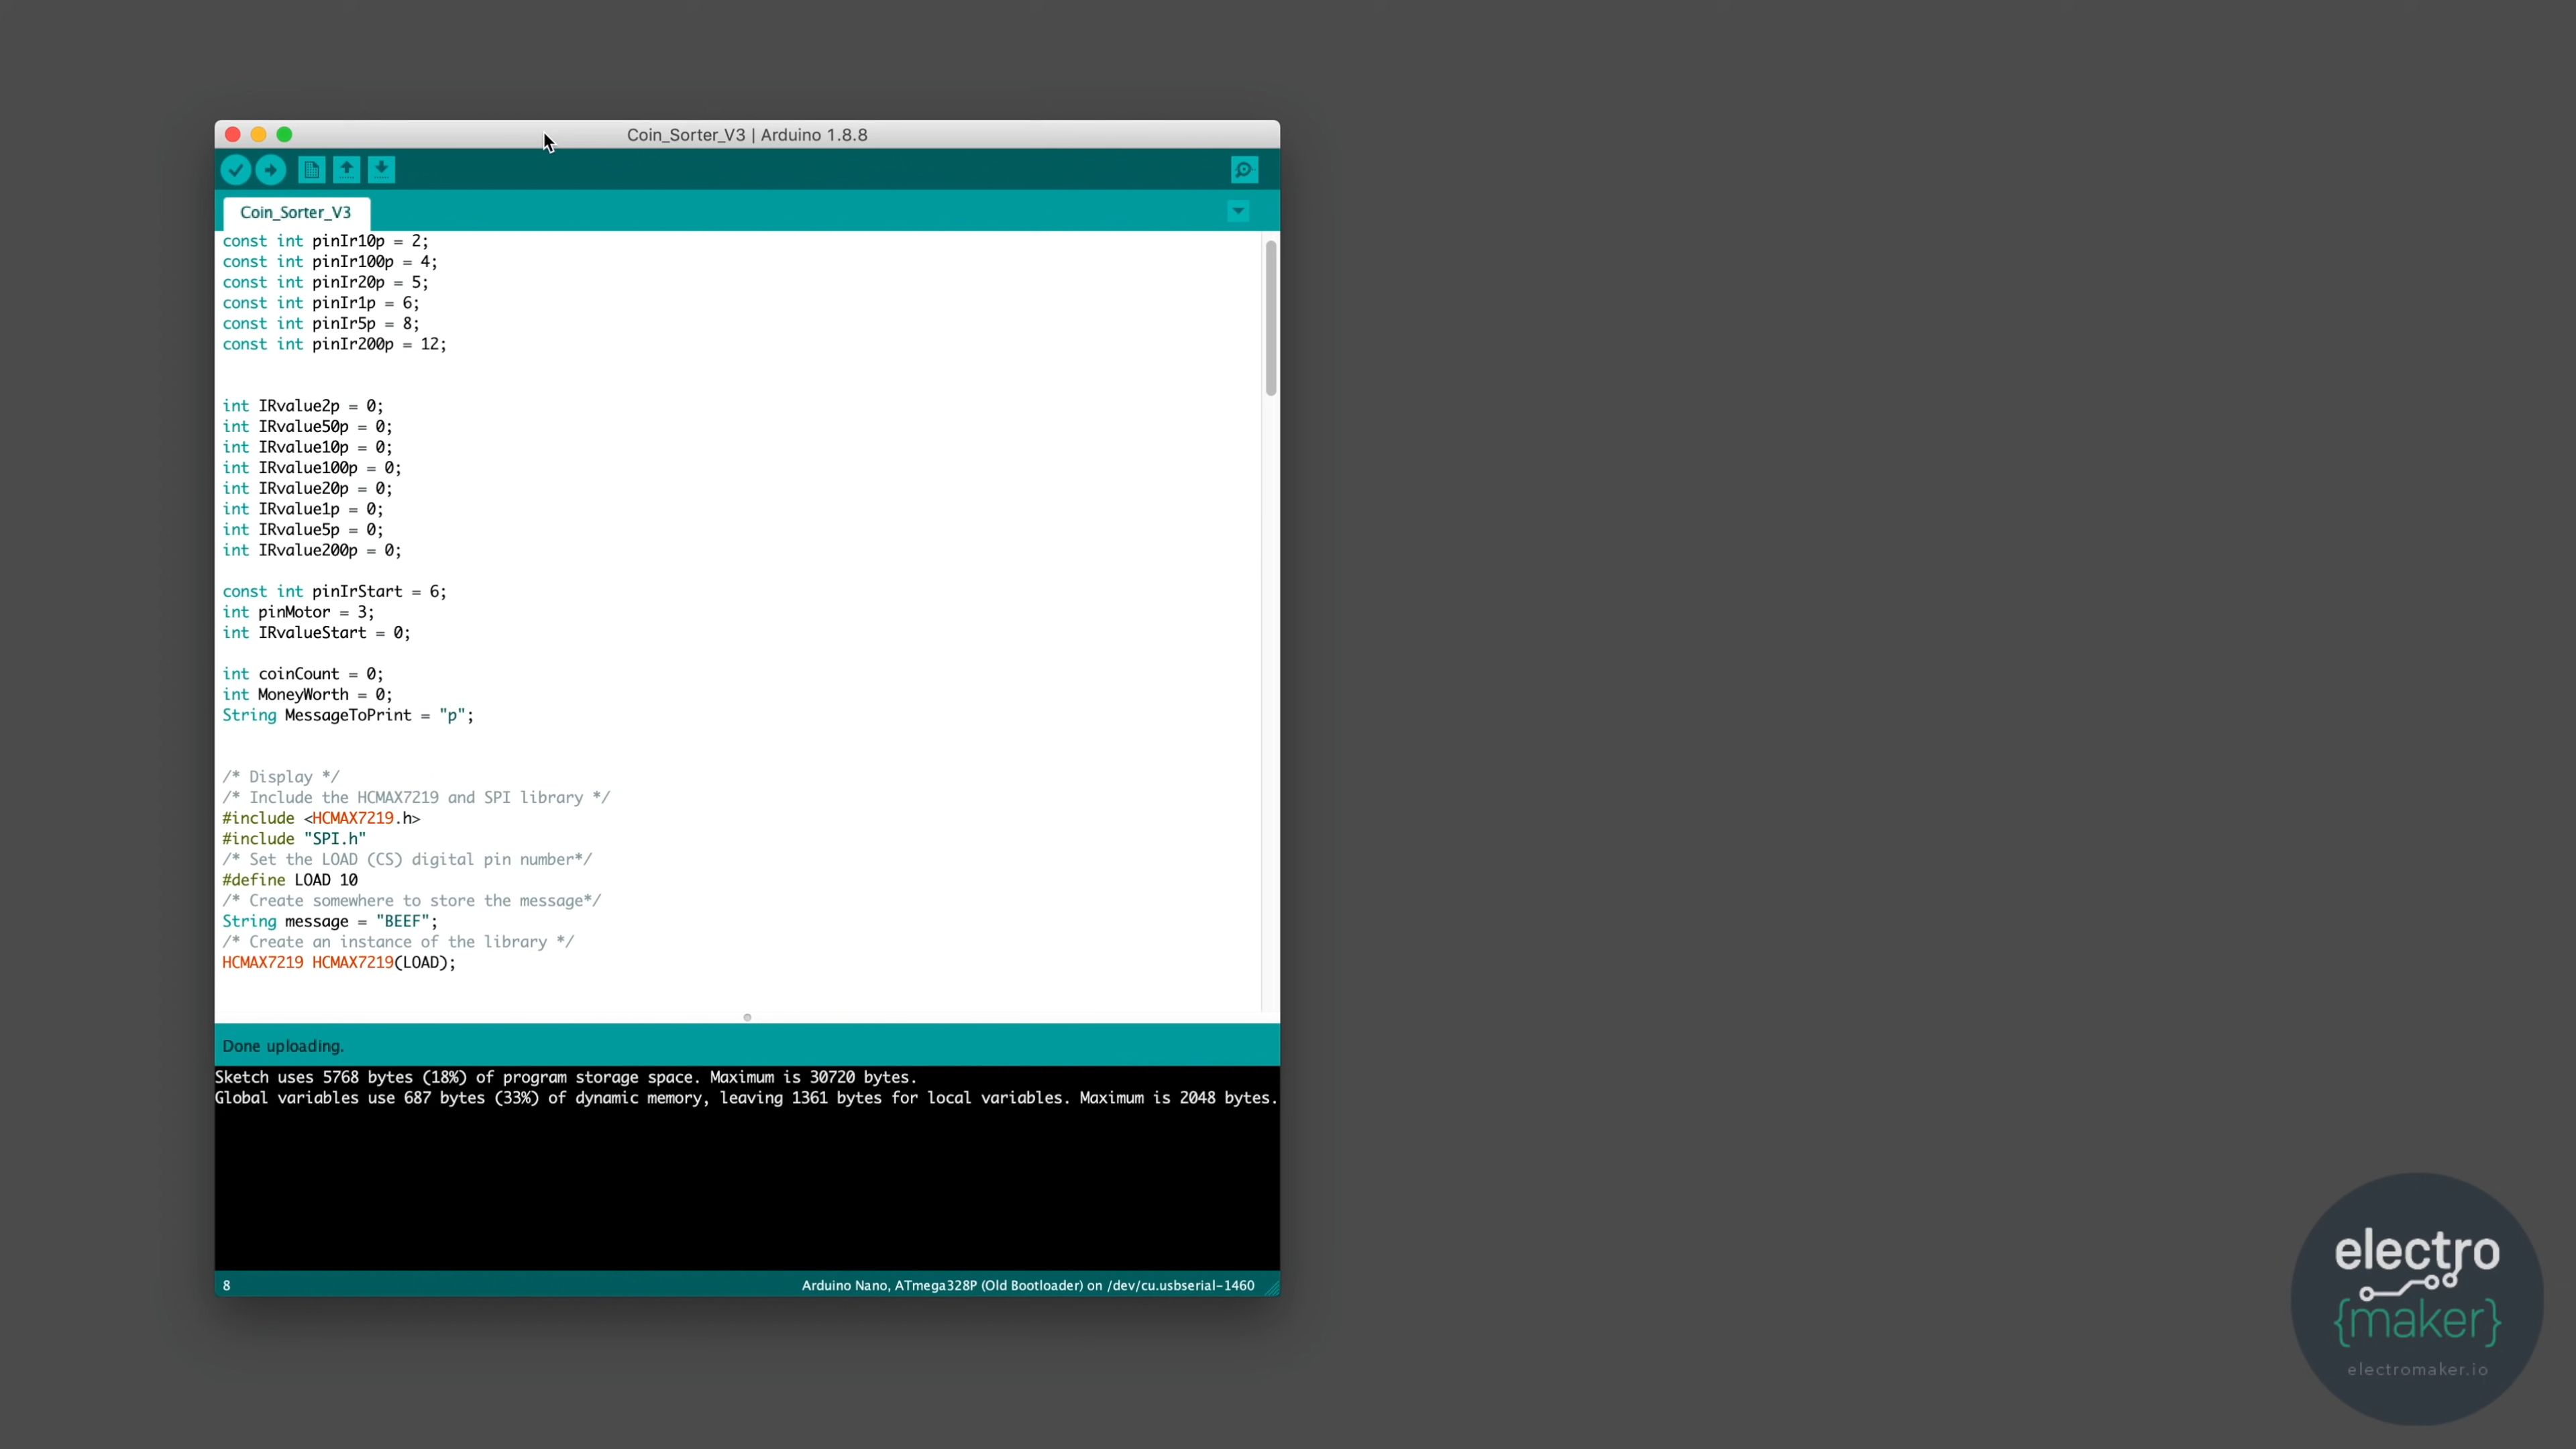 Coin_Sorter_V3 | Arduino 1.8.8
Coin_Sorter_V3
const int pinIr10p = 2;
const int pinIr100p = 4;
const int pinIr20p = 5;
const int pinIr1p = 6;
const int pinIr5p = 8;
const int pinIr200p = 12;
int IRvalue2p = 0;
int IRvalue50p = 0;
int IRvalue10p = 0;
int IRvalue100p = 0;
int IRvalue20p = 0;
int IRvalue1p = 0;
int IRvalue5p = 0;
int IRvalue200p = 0;
const int pinIrStart = 6;
int pinMotor = 3;
int IRvalueStart = 0;
int coinCount = 0;
int MoneyWorth = 0;
String MessageToPrint = "p";
/* Display */
/* Include the HCMAX7219 and SPI library */
#include <HCMAX7219.h>
#include "SPI.h"
/* Set the LOAD (CS) digital pin number*/
#define LOAD 10
/* Create somewhere to store the message*/
String message = "BEEF";
/* Create an instance of the library */
HCMAX7219 HCMAX7219(LOAD);
Done uploading.
Sketch uses 5768 bytes (18%) of program storage space. Maximum is 30720 bytes.
Global variables use 687 bytes (33%) of dynamic memory, leaving 1361 bytes for local variables. Maximum is 2048 bytes.
8
Arduino Nano, ATmega328P (Old Bootloader) on /dev/cu.usbserial-1460
electro
{maker}
electromaker.io